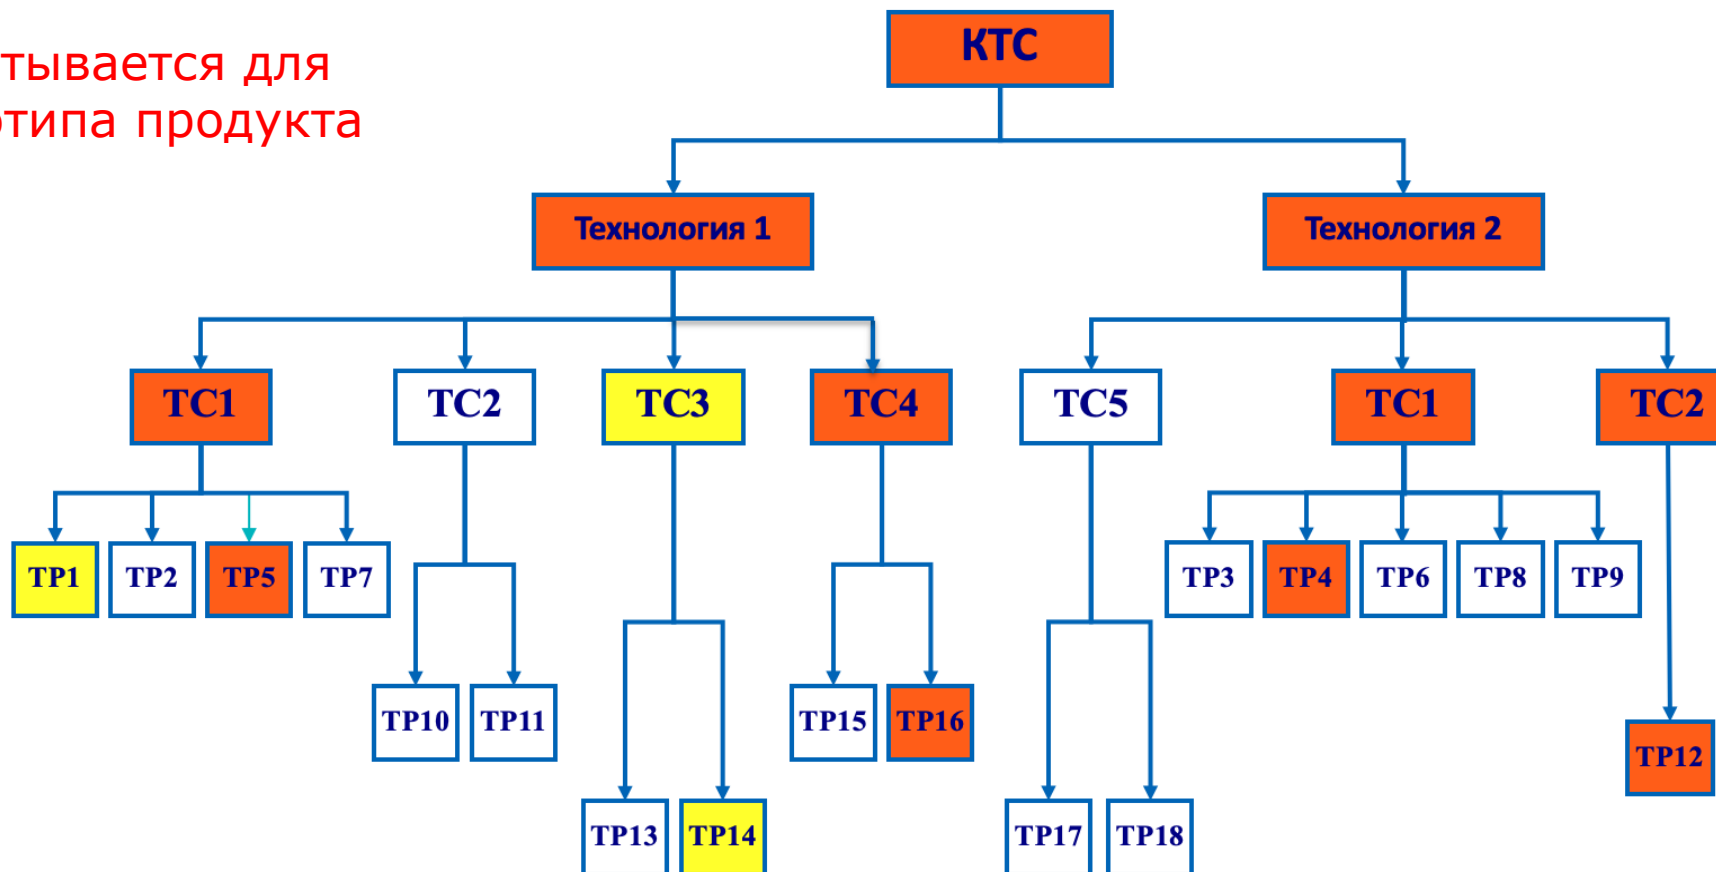 тывается для
отипа продукта
КТС
Технология 1
Технология 2
ТС1
ТС2
ТС3
ТС4
ТС5
ТС1
ТС2
ТР1
ТР2
ТР5
ТР7
ТР3
ТР4
ТР6
ТР8
ТР9
ТР10
ТР11
ТР15
ТР16
ТР12
ТР13
ТР14
ТР17
ТР18